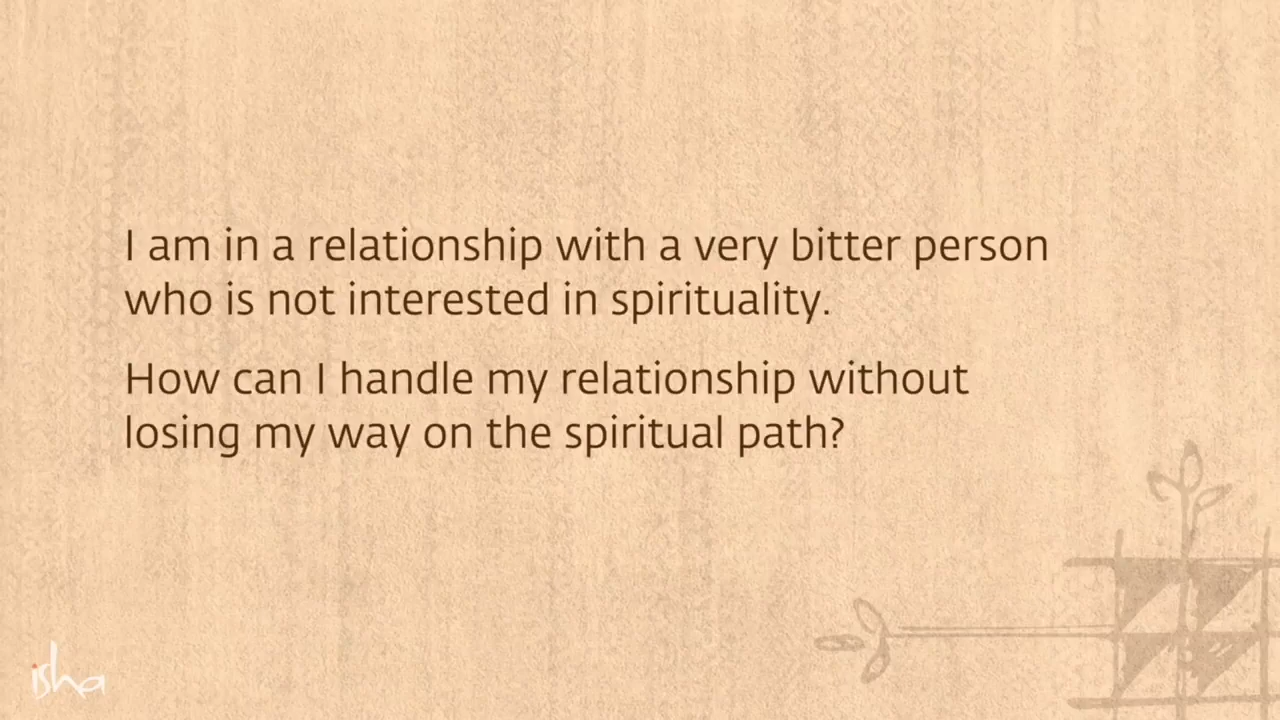 I am in a relationship with a very bitter person
who is not interested in spirituality.
How can I handle my relationship without
losing my way on the spiritual path?
isha